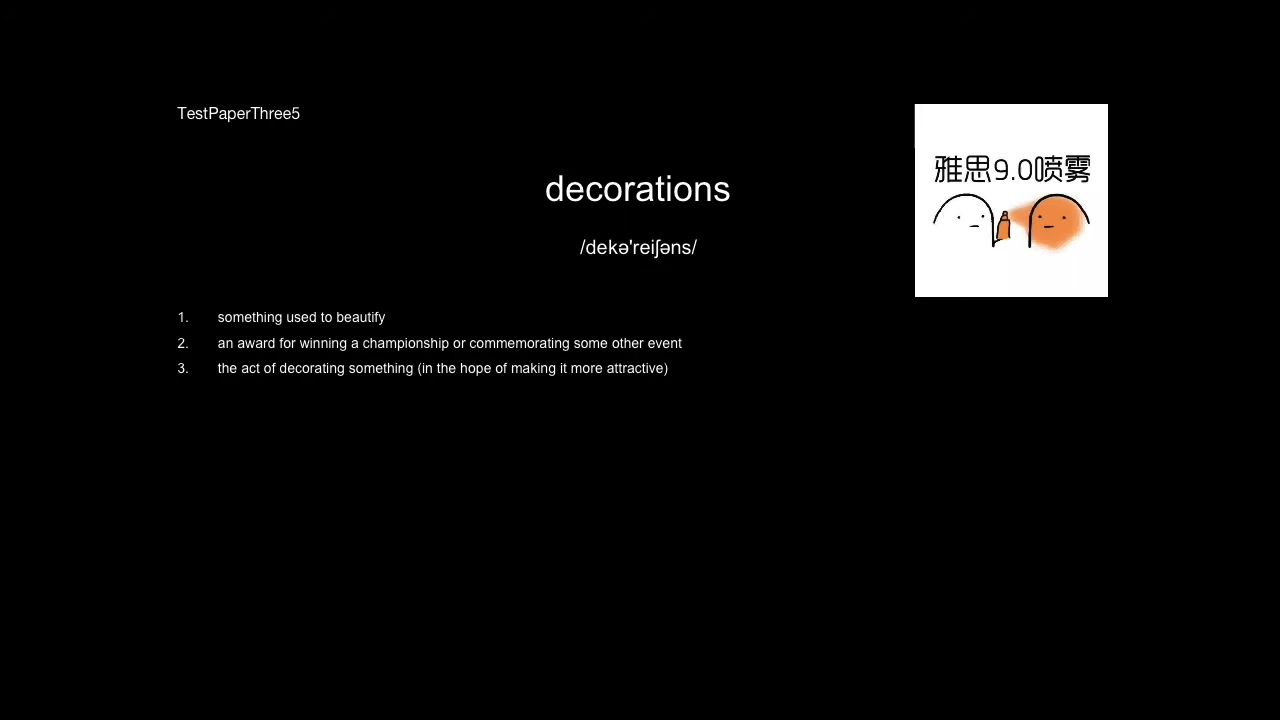 TestPaperThree5
雅思9.0喷雾
decorations
/dekə'reiʃəns/
1. something used to beautify
2. an award for winning a championship or commemorating some other event
3. the act of decorating something (in the hope of making it more attractive)